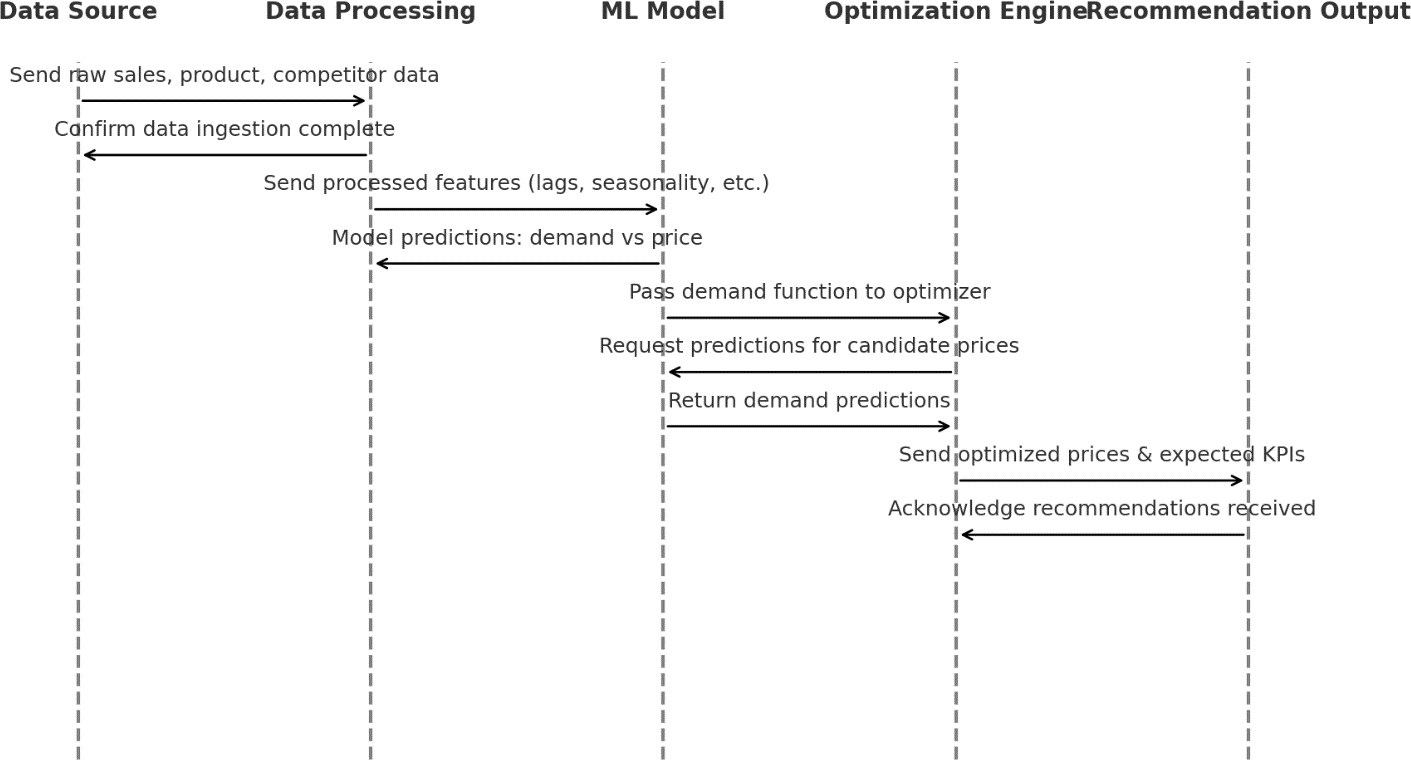 Data Source
Data Processing
ML Model
Optimization Engine
Recommendation Output
Send raw sales, product, competitor data
Confirm data ingestion complete
Send processed features (lags, seasonality, etc.)
Model predictions: demand vs price
Pass demand function to optimizer
Request predictions for candidate prices
Return demand predictions
Send optimized prices & expected KPIs
Acknowledge recommendations received